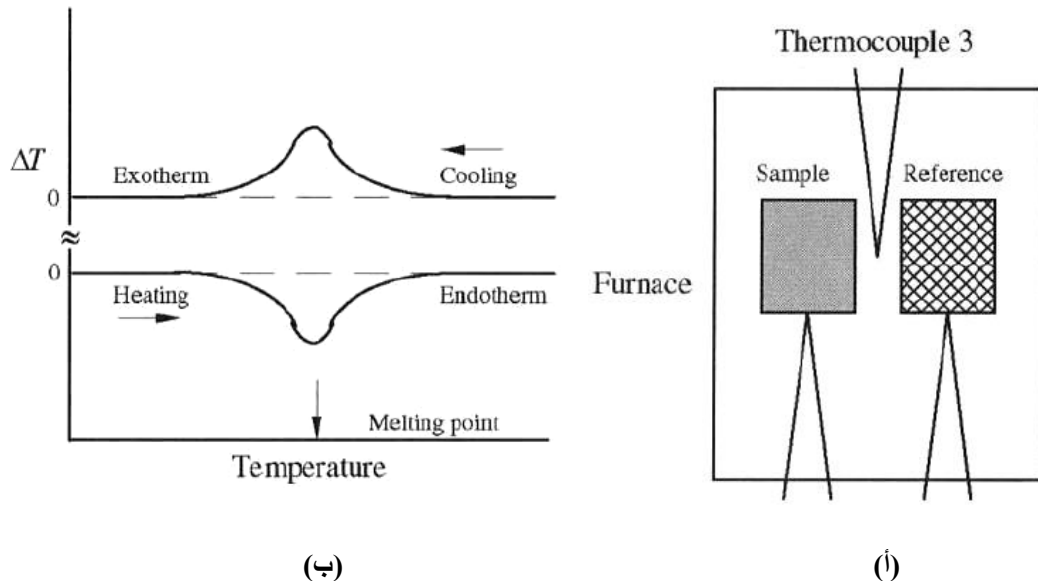 ΔT
0
Exotherm
Cooling
≈
0
Heating
Endotherm
Melting point
Temperature
(ب)
Thermocouple 3
Sample
Reference
Furnace
(أ)